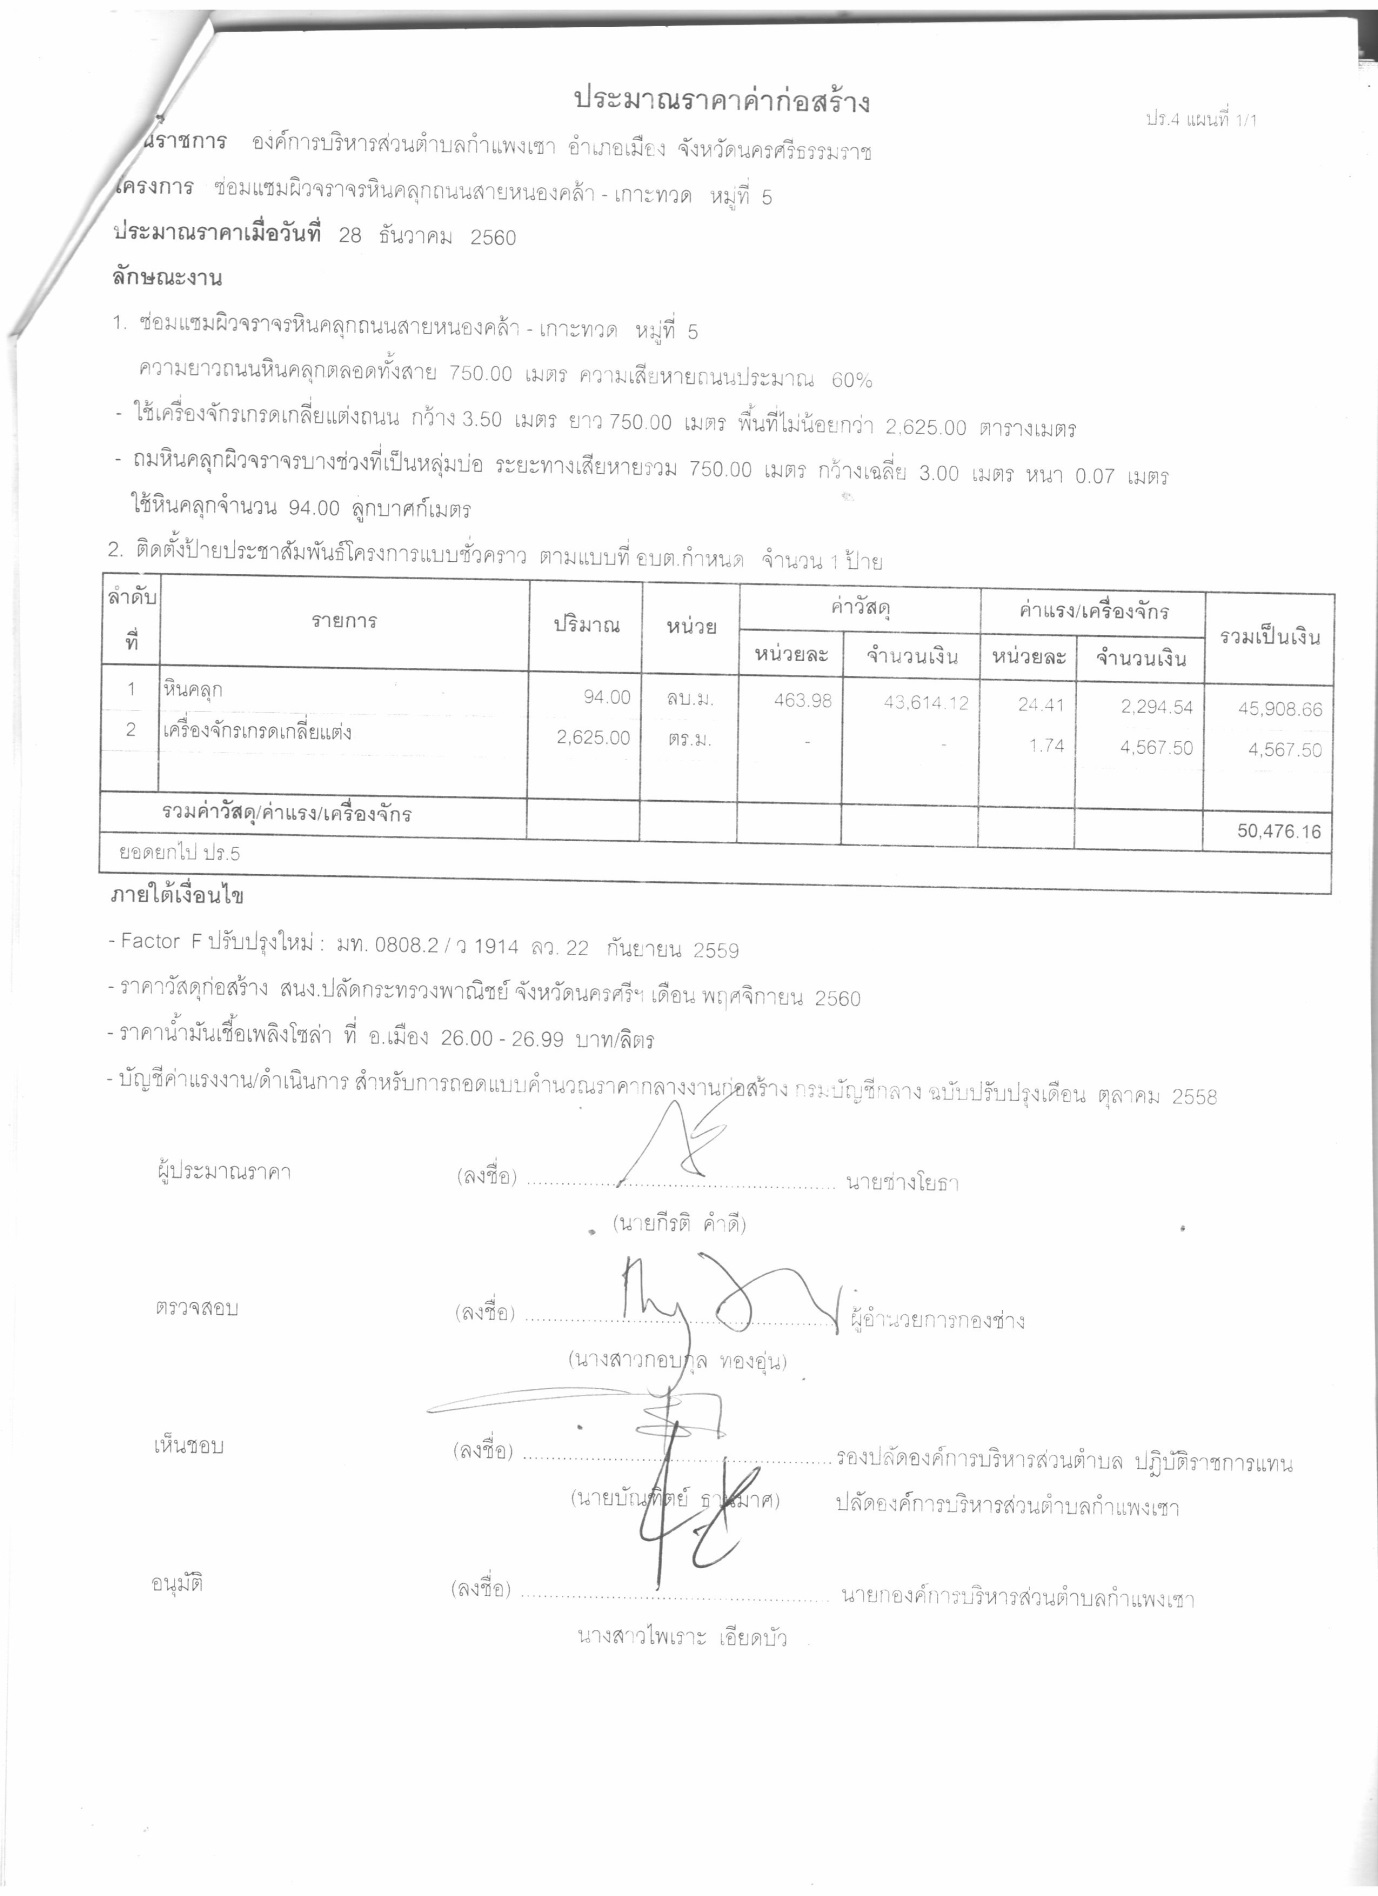 ประมาณราคาค่าก่อสร้าง
ปร.4 แผ่นที่ 1/1
องค์การบริหารส่วนตำบลกำแพงเซา อำเภอเมือง จังหวัดนครศรีธรรมราช
โครงการ ซ่อมแซมผิวจราจรหินคลุกถนนสายหนองคล้า - เกาะทวด หมู่ที่ 5
ประมาณราคาเมื่อวันที่ 28 ธันวาคม 2560
ลักษณะงาน
1. ซ่อมแซมผิวจราจรหินคลุกถนนสายหนองคล้า - เกาะทวด หมู่ที่ 5
ความยาวถนนหินคลุกตลอดทั้งสาย 750.00 เมตร ความเสียหายถนนประมาณ 60%
- ใช้เครื่องจักรเกรดเกลี่ยแต่งถนน กว้าง 3.50 เมตร ยาว 750.00 เมตร พื้นที่ไม่น้อยกว่า 2,625.00 ตารางเมตร
- ถมหินคลุกผิวจราจรบางช่วงที่เป็นหลุมบ่อ ระยะทางเสียหายรวม 750.00 เมตร กว้างเฉลี่ย 3.00 เมตร หนา 0.07 เมตร
ใช้หินคลุกจำนวน 94.00 ลูกบาศก์เมตร
2. ติดตั้งป้ายประชาสัมพันธ์โครงการแบบชั่วคราว ตามแบบที่ อบต.กำหนด จำนวน 1 ป้าย
ลำดับที่ รายการ ปริมาณ หน่วย ค่าวัสดุ ค่าแรง/เครื่องจักร รวมเป็นเงิน
หน่วยละ จำนวนเงิน หน่วยละ จำนวนเงิน
1 หินคลุก 94.00 ลบ.ม. 463.98 43,614.12 24.41 2,294.54 45,908.66
2 เครื่องจักรเกรดเกลี่ยแต่ง 2,625.00 ตร.ม. - - 1.74 4,567.50 4,567.50
รวมค่าวัสดุ/ค่าแรง/เครื่องจักร 50,476.16
ยอดยกไป ปร.5
ภายใต้เงื่อนไข
- Factor F ปรับปรุงใหม่ : มท. 0808.2 / ว 1914 ลว. 22 กันยายน 2559
- ราคาวัสดุก่อสร้าง สนง.ปลัดกระทรวงพาณิชย์ จังหวัดนครศรีฯ เดือน พฤศจิกายน 2560
- ราคาน้ำมันเชื้อเพลิงโซล่า ที่ อ.เมือง 26.00 - 26.99 บาท/ลิตร
- บัญชีค่าแรงงาน/ดำเนินการ สำหรับการถอดแบบคำนวณราคากลางงานก่อสร้าง กรมบัญชีกลาง ฉบับปรับปรุงเดือน ตุลาคม 2558
ผู้ประมาณราคา (ลงชื่อ) นายช่างโยธา
(นายกีรติ คำดี)
ตรวจสอบ (ลงชื่อ) ผู้อำนวยการกองช่าง
(นางสาวกอบกุล ทองอุ่น)
เห็นชอบ (ลงชื่อ) รองปลัดองค์การบริหารส่วนตำบล ปฏิบัติราชการแทน
(นายบัณฑิตย์ ปลัดองค์การบริหารส่วนตำบลกำแพงเซา
อนุมัติ (ลงชื่อ) นายกองค์การบริหารส่วนตำบลกำแพงเซา
นางสาวไพเราะ เอียดบัว